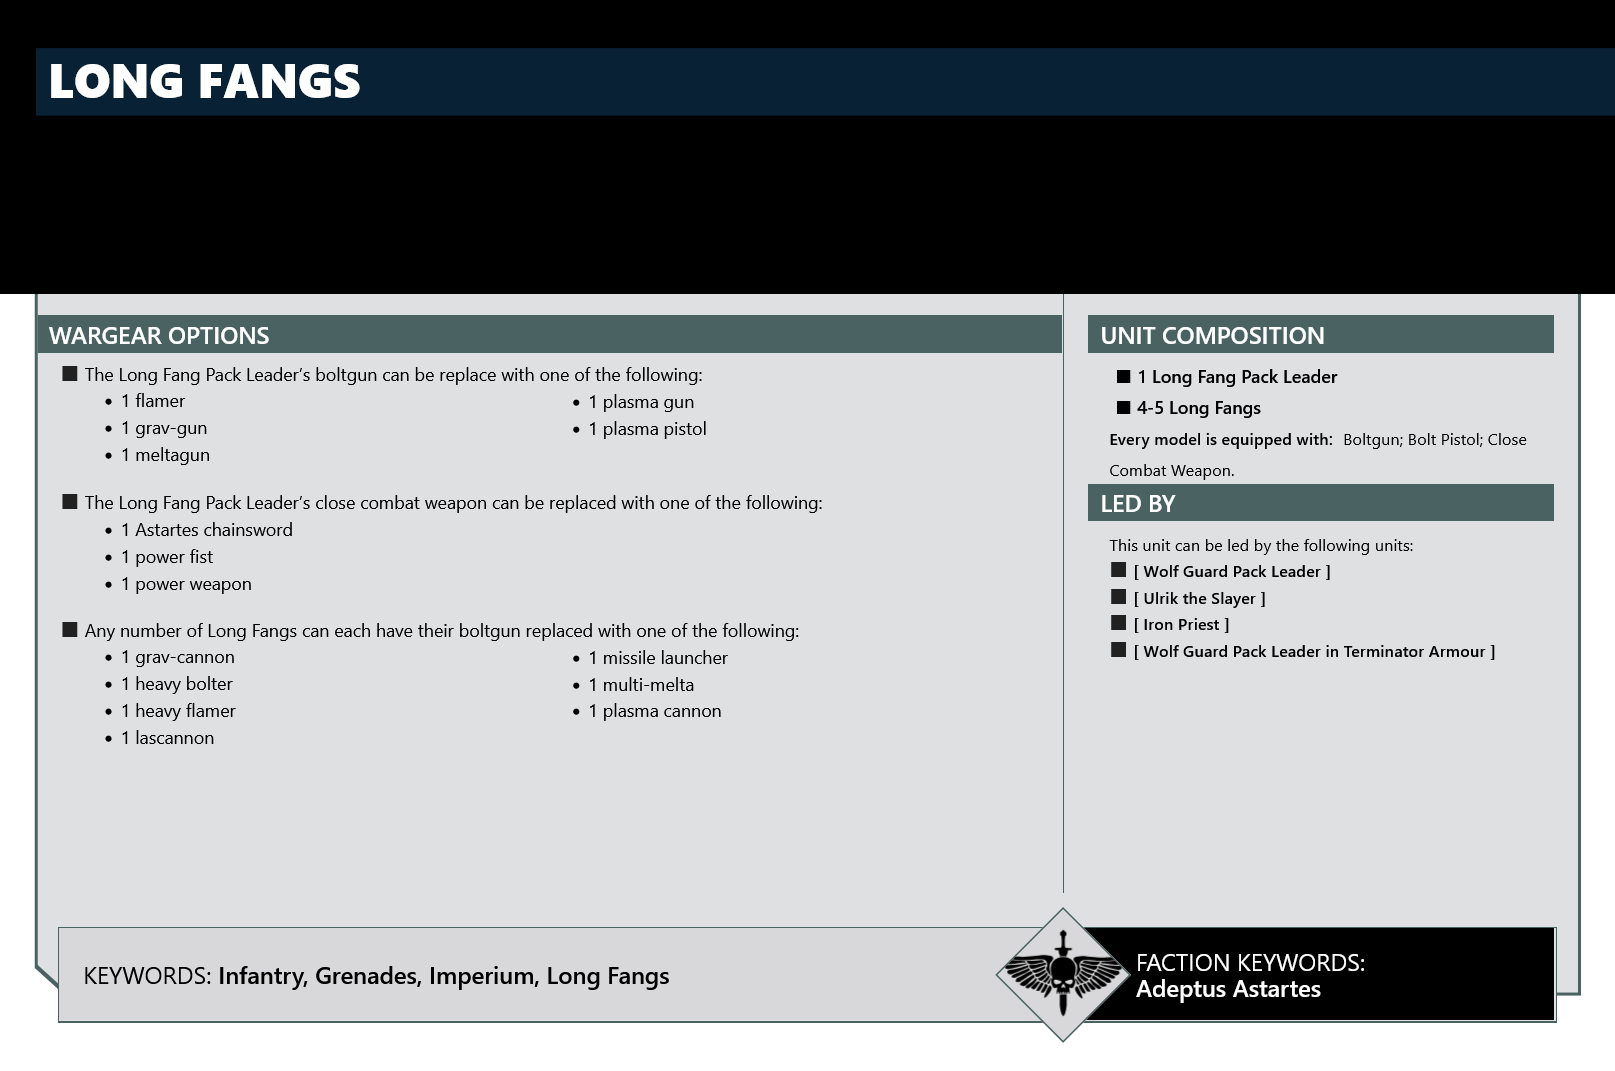 LONG FANGS
WARGEAR OPTIONS
■ The Long Fang Pack Leader's boltgun can be replace with one of the following:
• 1 flamer
• 1 grav-gun
• 1 meltagun
• 1 plasma gun
• 1 plasma pistol
■ The Long Fang Pack Leader's close combat weapon can be replaced with one of the following:
• 1 Astartes chainsword
• 1 power fist
• 1 power weapon
■ Any number of Long Fangs can each have their boltgun replaced with one of the following:
• 1 grav-cannon
• 1 heavy bolter
• 1 heavy flamer
• 1 lascannon
• 1 missile launcher
• 1 multi-melta
• 1 plasma cannon
UNIT COMPOSITION
■ 1 Long Fang Pack Leader
■ 4-5 Long Fangs
Every model is equipped with: Boltgun; Bolt Pistol; Close
Combat Weapon.
LED BY
This unit can be led by the following units:
■ [ Wolf Guard Pack Leader ]
■ [ Ulrik the Slayer ]
■ [ Iron Priest ]
■ [ Wolf Guard Pack Leader in Terminator Armour ]
KEYWORDS: Infantry, Grenades, Imperium, Long Fangs
FACTION KEYWORDS:
Adeptus Astartes